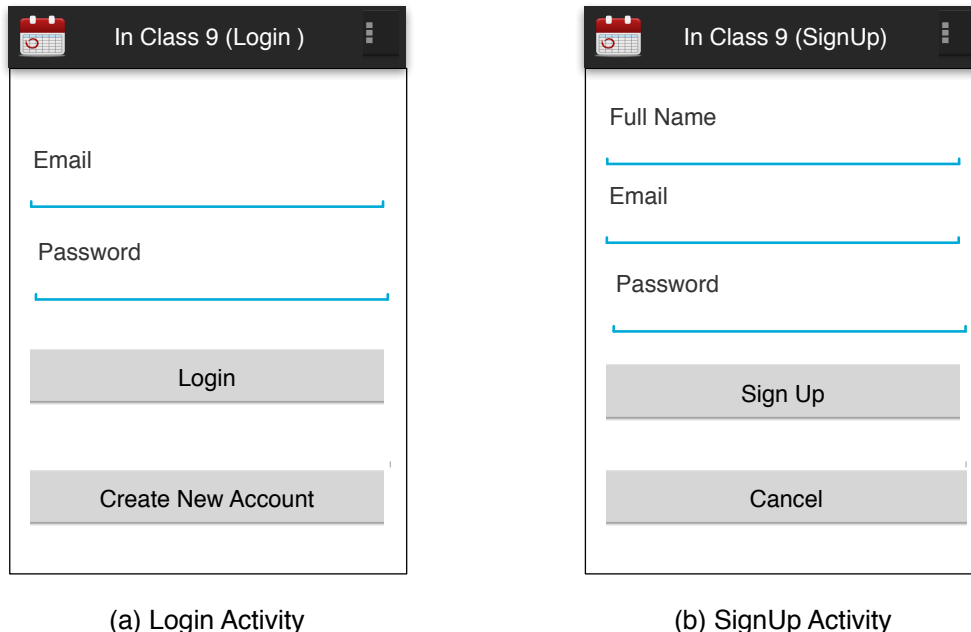 In Class 9 (Login )
Email
Password
Login
Create New Account
(a) Login Activity
In Class 9 (SignUp)
Full Name
Email
Password
Sign Up
Cancel
(b) SignUp Activity